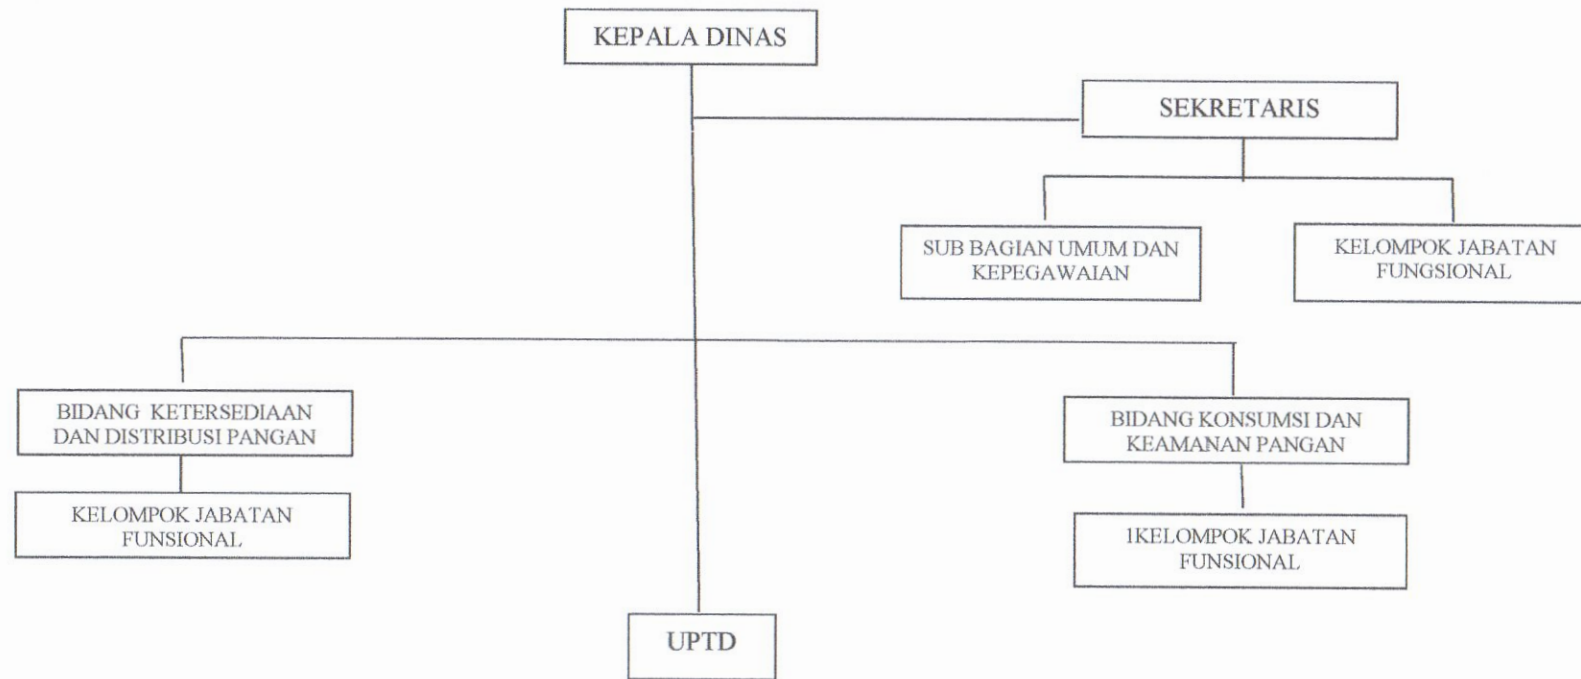 KEPALA DINAS
SEKRETARIS
SUB BAGIAN UMUM DAN
KEPEGAWAIAN
KELOMPOK JABATAN
FUNGSIONAL
BIDANG KETERSEDIAAN
DAN DISTRIBUSI PANGAN
KELOMPOK JABATAN
FUNSIONAL
BIDANG KONSUMSI DAN
KEAMANAN PANGAN
1KELOMPOK JABATAN
FUNSIONAL
UPTD